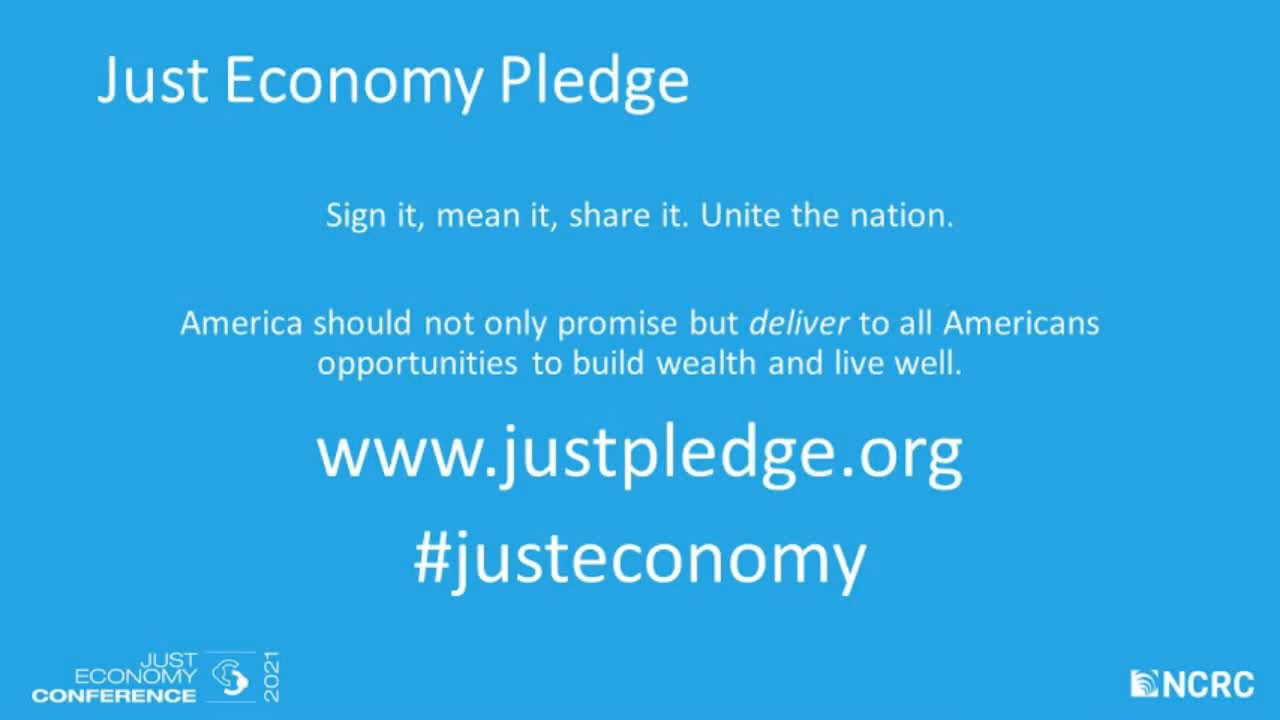 Just Economy Pledge
Sign it, mean it, share it. Unite the nation.
America should not only promise but deliver to all Americans
opportunities to build wealth and live well.
www.justpledge.org
#justeconomy
JUST
ECONOMY
CONFERENCE
2021
NCRC